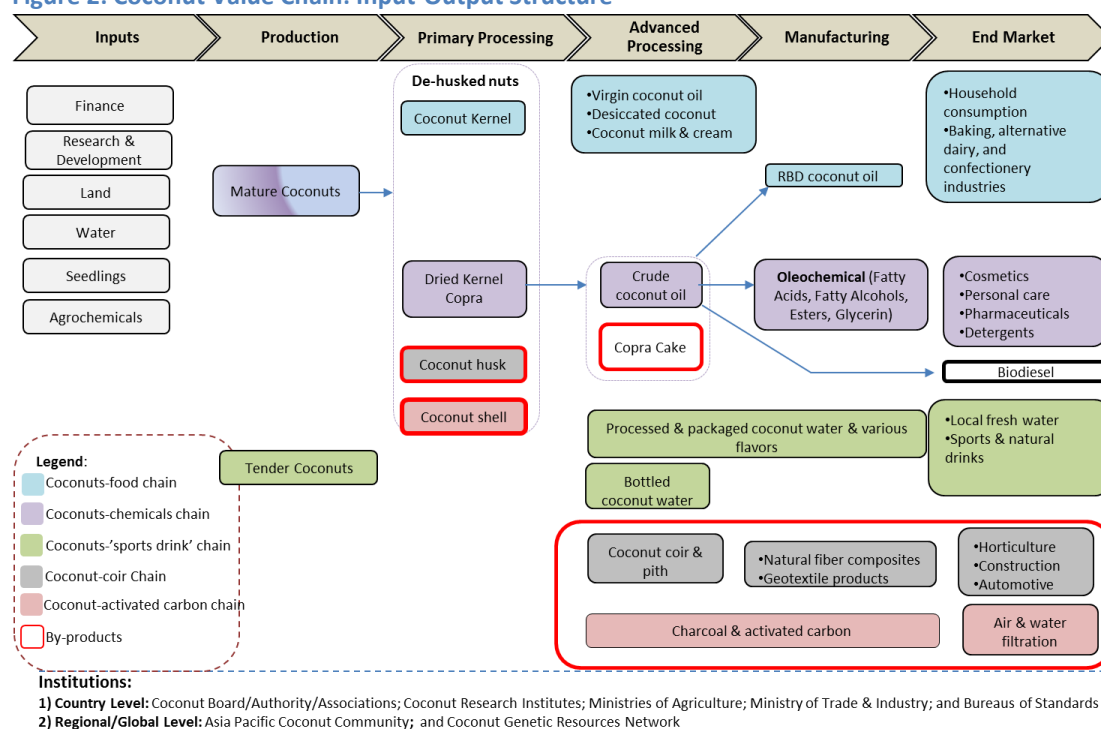 Figure 2. Coconut Value Chain: Input-Output Structure
Inputs
Production
Primary Processing
Advanced
Processing
Manufacturing
End Market
Finance
Research &
Development
Land
Water
Seedlings
Agrochemicals
Mature Coconuts
Tender Coconuts
De-husked nuts
Coconut Kernel
Dried Kernel
Copra
Coconut husk
Coconut shell
•Virgin coconut oil
•Desiccated coconut
•Coconut milk & cream
Crude
coconut oil
Copra Cake
RBD coconut oil
Oleochemical (Fatty
Acids, Fatty Alcohols,
Esters, Glycerin)
•Household
consumption
•Baking, alternative
dairy, and
confectionery
industries
•Cosmetics
•Personal care
•Pharmaceuticals
•Detergents
Biodiesel
Processed & packaged coconut water & various
flavors
Bottled
coconut water
•Local fresh water
•Sports & natural
drinks
Coconut coir &
pith
•Natural fiber composites
•Geotextile products
•Horticulture
•Construction
•Automotive
Charcoal & activated carbon
Air & water
filtration
Legend:
Coconuts-food chain
Coconuts-chemicals chain
Coconuts-’sports drink’ chain
Coconut-coir Chain
Coconut-activated carbon chain
By-products
Institutions:
1) Country Level: Coconut Board/Authority/Associations; Coconut Research Institutes; Ministries of Agriculture; Ministry of Trade & Industry; and Bureaus of Standards
2) Regional/Global Level: Asia Pacific Coconut Community; and Coconut Genetic Resources Network